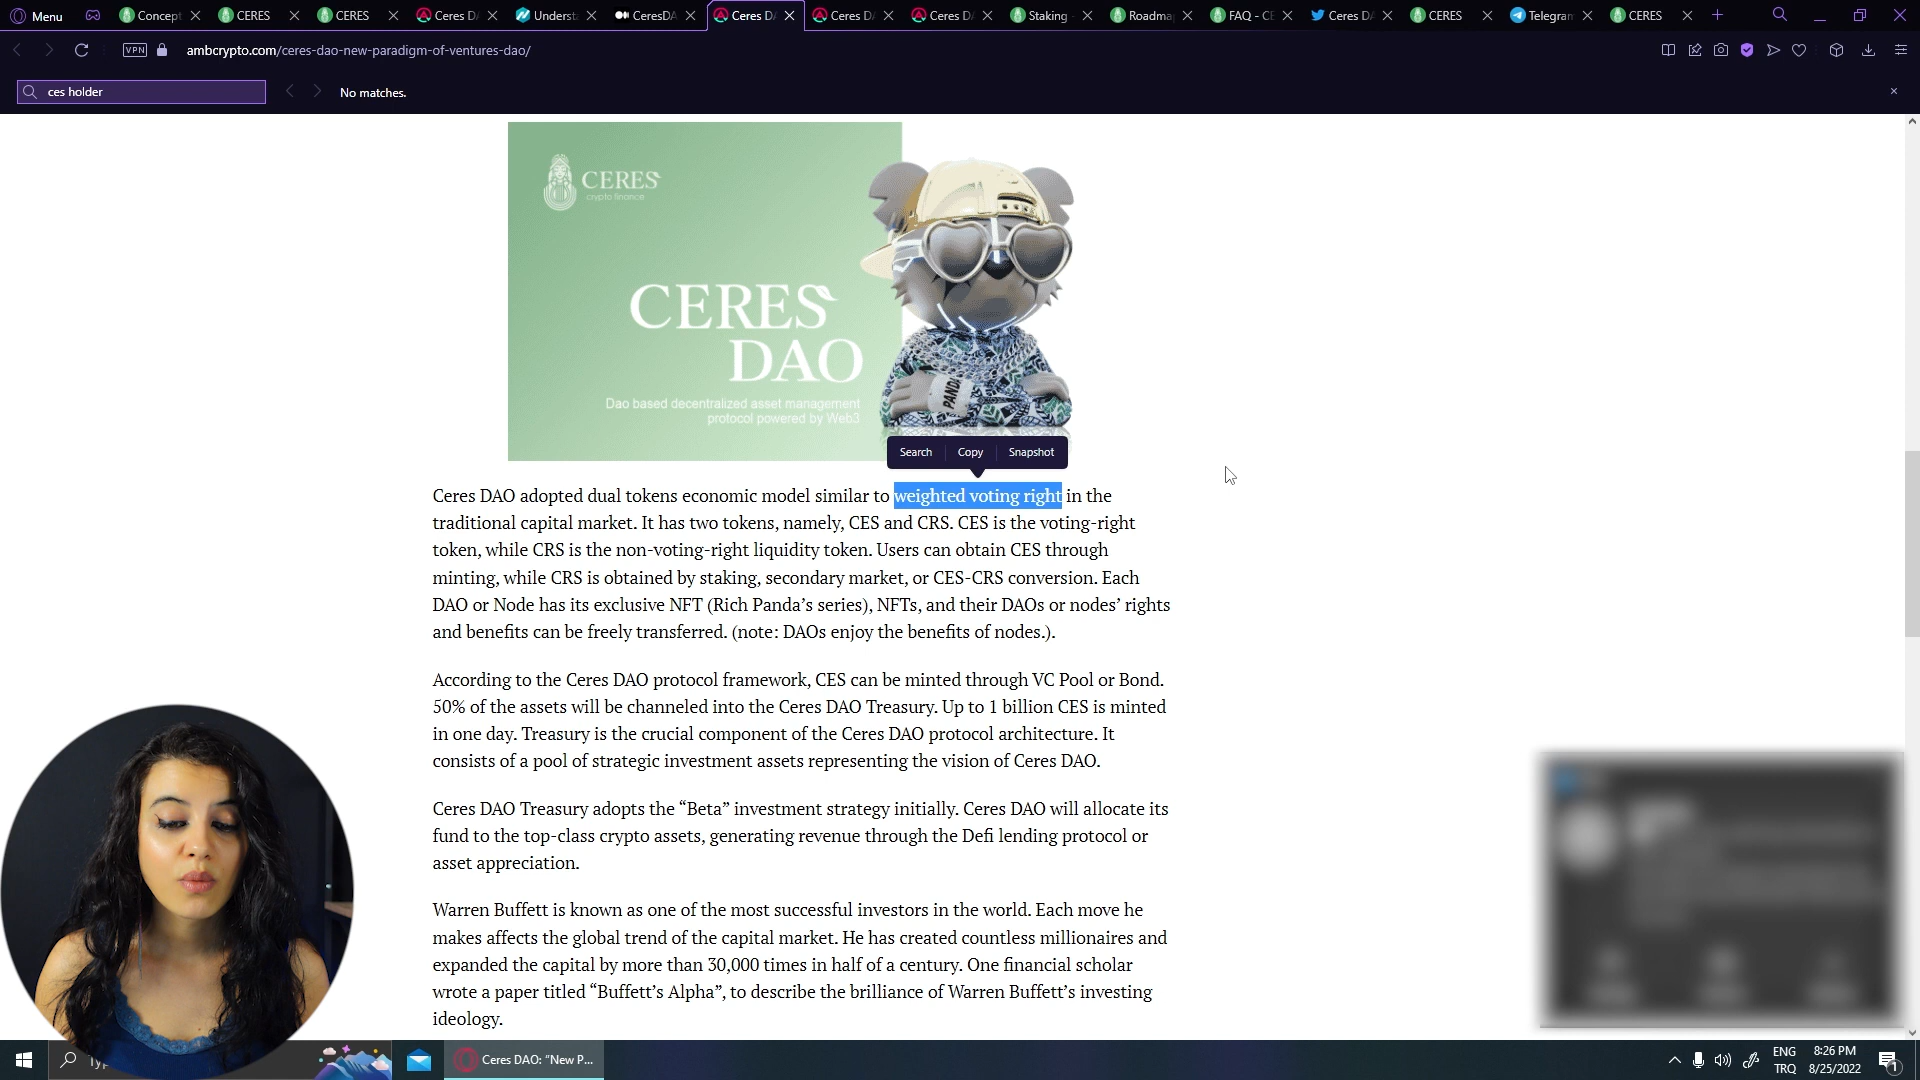 Menu
Concept
CERES
CERES
Ceres DA
Underst
CeresDA
Ceres DA
Ceres DA
Ceres DA
Staking
Roadma
FAQ - CE
Ceres DA
CERES
Telegram
CERES
VPN
ambcrypto.com/ceres-dao-new-paradigm-of-ventures-dao/
ces holder
No matches.
CERES
crypto finance
CERES
DAO
Dao based decentralized asset management
protocol powered by Web3
PANDA
Search Copy Snapshot
Ceres DAO adopted dual tokens economic model similar to weighted voting right in the
traditional capital market. It has two tokens, namely, CES and CRS. CES is the voting-right
token, while CRS is the non-voting-right liquidity token. Users can obtain CES through
minting, while CRS is obtained by staking, secondary market, or CES-CRS conversion. Each
DAO or Node has its exclusive NFT (Rich Panda’s series), NFTs, and their DAOs or nodes’ rights
and benefits can be freely transferred. (note: DAOs enjoy the benefits of nodes.).
According to the Ceres DAO protocol framework, CES can be minted through VC Pool or Bond.
50% of the assets will be channeled into the Ceres DAO Treasury. Up to 1 billion CES is minted
in one day. Treasury is the crucial component of the Ceres DAO protocol architecture. It
consists of a pool of strategic investment assets representing the vision of Ceres DAO.
Ceres DAO Treasury adopts the “Beta” investment strategy initially. Ceres DAO will allocate its
fund to the top-class crypto assets, generating revenue through the Defi lending protocol or
asset appreciation.
Warren Buffett is known as one of the most successful investors in the world. Each move he
makes affects the global trend of the capital market. He has created countless millionaires and
expanded the capital by more than 30,000 times in half of a century. One financial scholar
wrote a paper titled “Buffett’s Alpha”, to describe the brilliance of Warren Buffett’s investing
ideology.
Ceres DAO: "New P...
ENG
TRQ
8:26 PM
8/25/2022
1